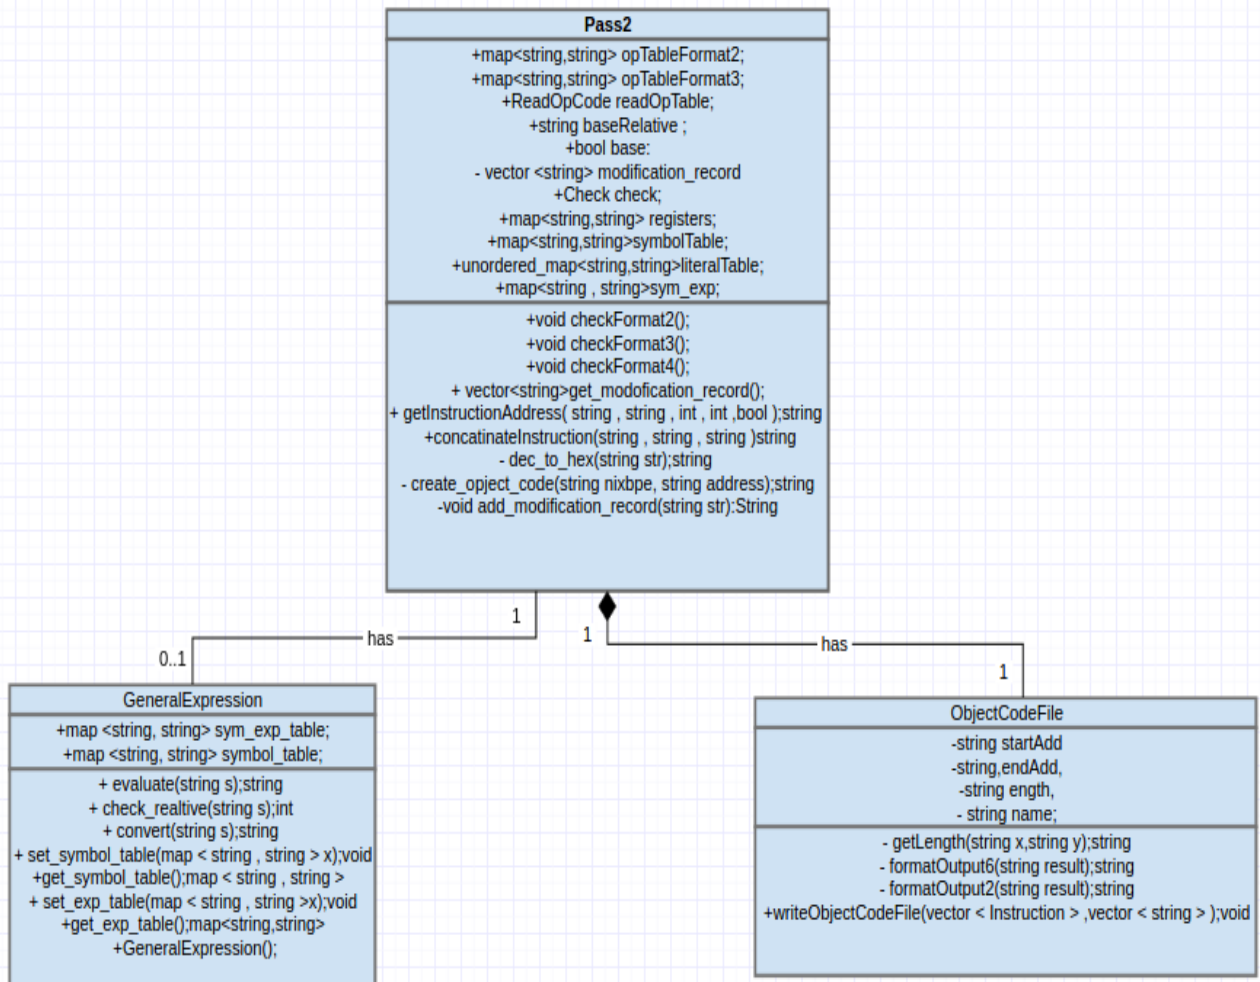 Pass2
+map<string,string> opTableFormat2;
+map<string,string> opTableFormat3;
+ReadOpCode readOpTable;
+string baseRelative ;
+bool base:
- vector <string> modification_record
+Check check;
+map<string,string> registers;
+map<string,string>symbolTable;
+unordered_map<string,string>literalTable;
+map<string , string>sym_exp;
+void checkFormat2();
+void checkFormat3();
+void checkFormat4();
+ vector<string>get_modofication_record();
+ getInstructionAddress( string , string , int , int ,bool );string
+concatinateInstruction(string , string , string )string
- dec_to_hex(string str);string
- create_opject_code(string nixbpe, string address);string
-void add_modification_record(string str):String
1
has
0..1
1
has
1
GeneralExpression
+map <string, string> sym_exp_table;
+map <string, string> symbol_table;
+ evaluate(string s);string
+ check_realtive(string s);int
+ convert(string s);string
+ set_symbol_table(map < string , string > x);void
+get_symbol_table();map < string , string >
+ set_exp_table(map < string , string >x);void
+get_exp_table();map<string,string>
+GeneralExpression();
ObjectCodeFile
-string startAdd
-string,endAdd,
-string ength,
- string name;
- getLength(string x,string y);string
- formatOutput6(string result);string
- formatOutput2(string result);string
+writeObjectCodeFile(vector < Instruction > ,vector < string > );void